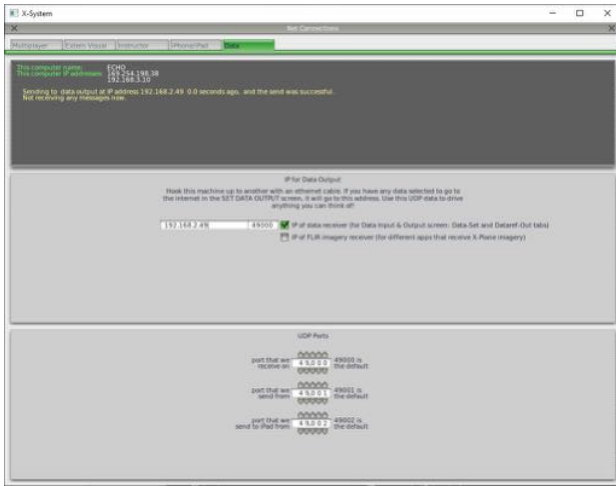 X-System
Net Connections
Multiplayer
Extern Visual
Instructor
iPhone/iPad
Data
This computer name: ECHO
This computer IP addresses: 169.254.198.38
192.168.3.10
Sending to data output at IP address 192.168.2.49 0.0 seconds ago, and the send was successful.
Not receiving any messages now.
IP for Data Output
Hook this machine up to another with an ethernet cable. If you have any data selected to go
to the internet in the SET DATA OUTPUT screen, it will go to this address. Use this UDP data to drive
anything you can think of!
192.168.2.49 49000 IP of data receiver (for Data Input & Output screen: Data-Set and Dataref-Out tabs)
IP of FLIR imagery receiver (for different apps that receive X-Plane imagery)
UDP Ports
port that we receive on 4 9,0 0 0 49000 is the default
port that we send from 4 9,0 0 1 49001 is the default
port that we send to iPad from 4 9,0 0 2 49002 is the default